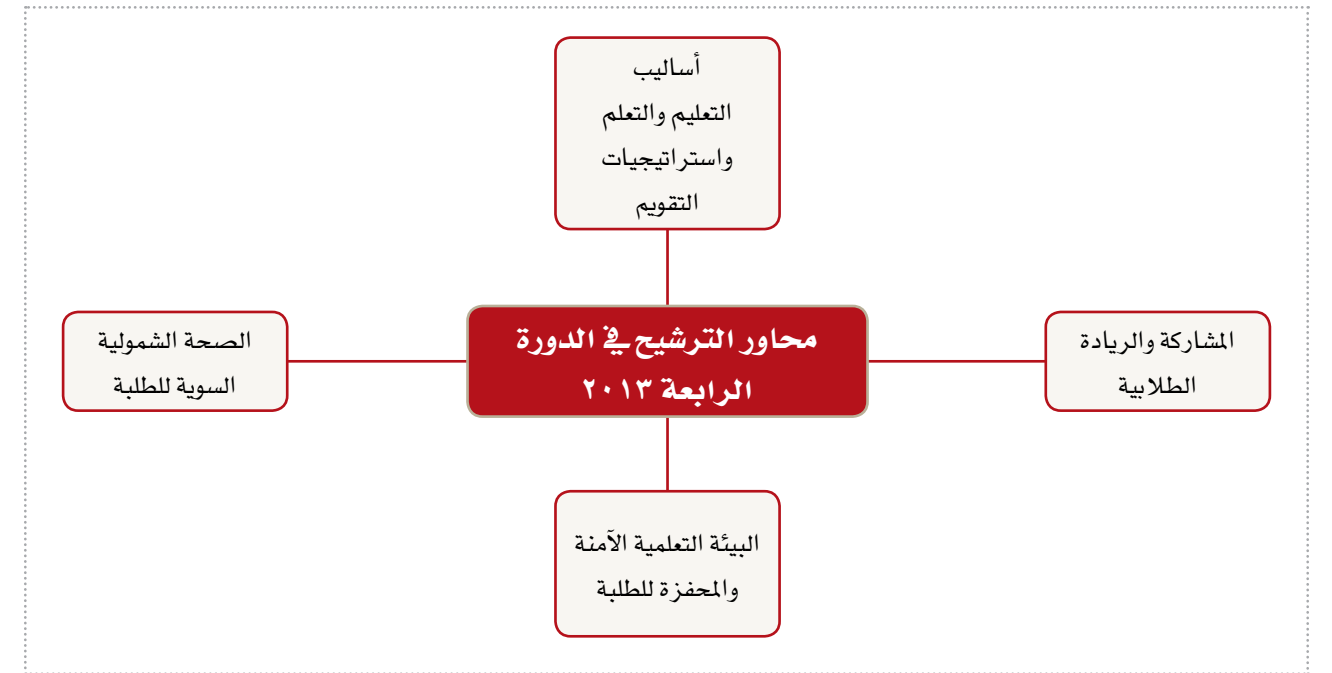 أساليب
التعليم والتعلم
واستراتيجيات
التقويم
محاور الترشيح في الدورة
الرابعة ٢٠١٣
المشاركة والريادة
الطلابية
الصحة الشمولية
السوية للطلبة
البيئة التعلمية الآمنة
والمحفزة للطلبة